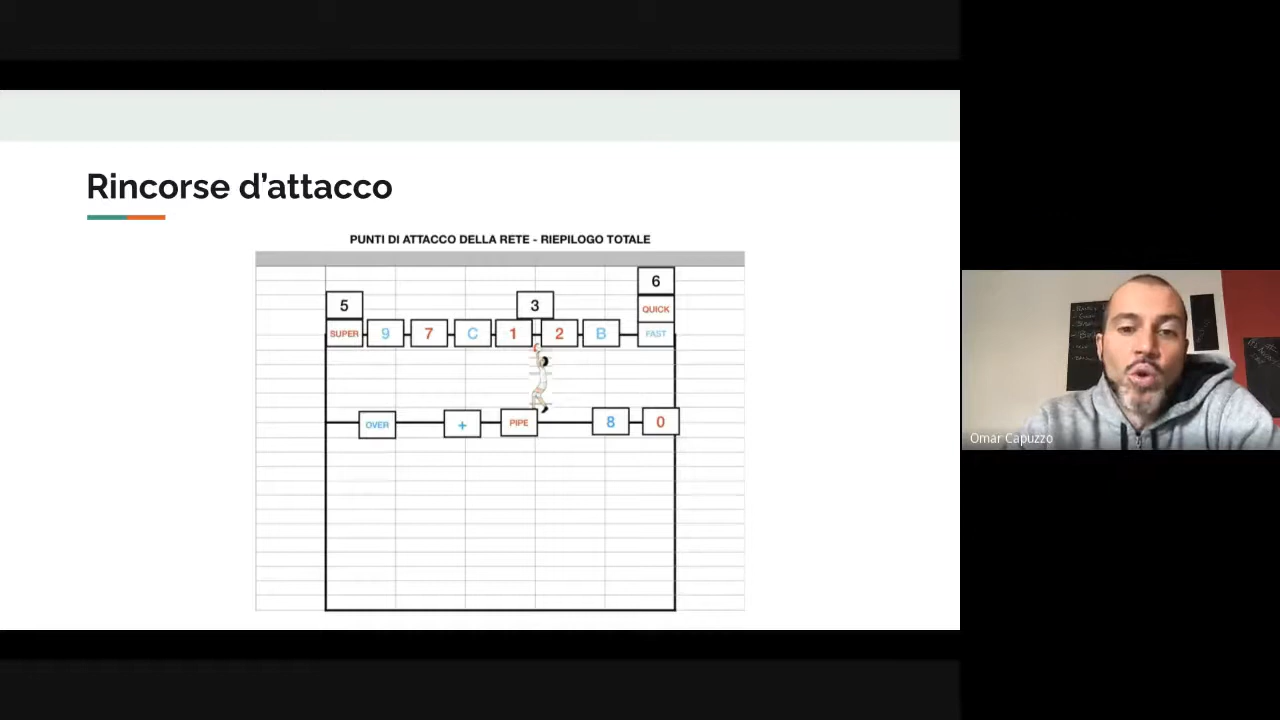 Rincorse d'attacco
PUNTI DI ATTACCO DELLA RETE - RIEPILOGO TOTALE
6
5 3 QUICK
SUPER 9 7 C 1 2 B FAST
OVER + PIPE 8 0
Omar Capuzzo